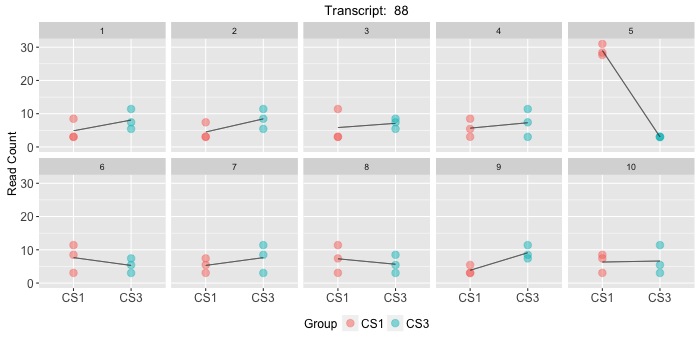 Transcript: 88
1 2 3 4 5
30
20
10
0
Read Count
6 7 8 9 10
30
20
10
0
CS1 CS3 CS1 CS3 CS1 CS3 CS1 CS3 CS1 CS3
Group CS1 CS3